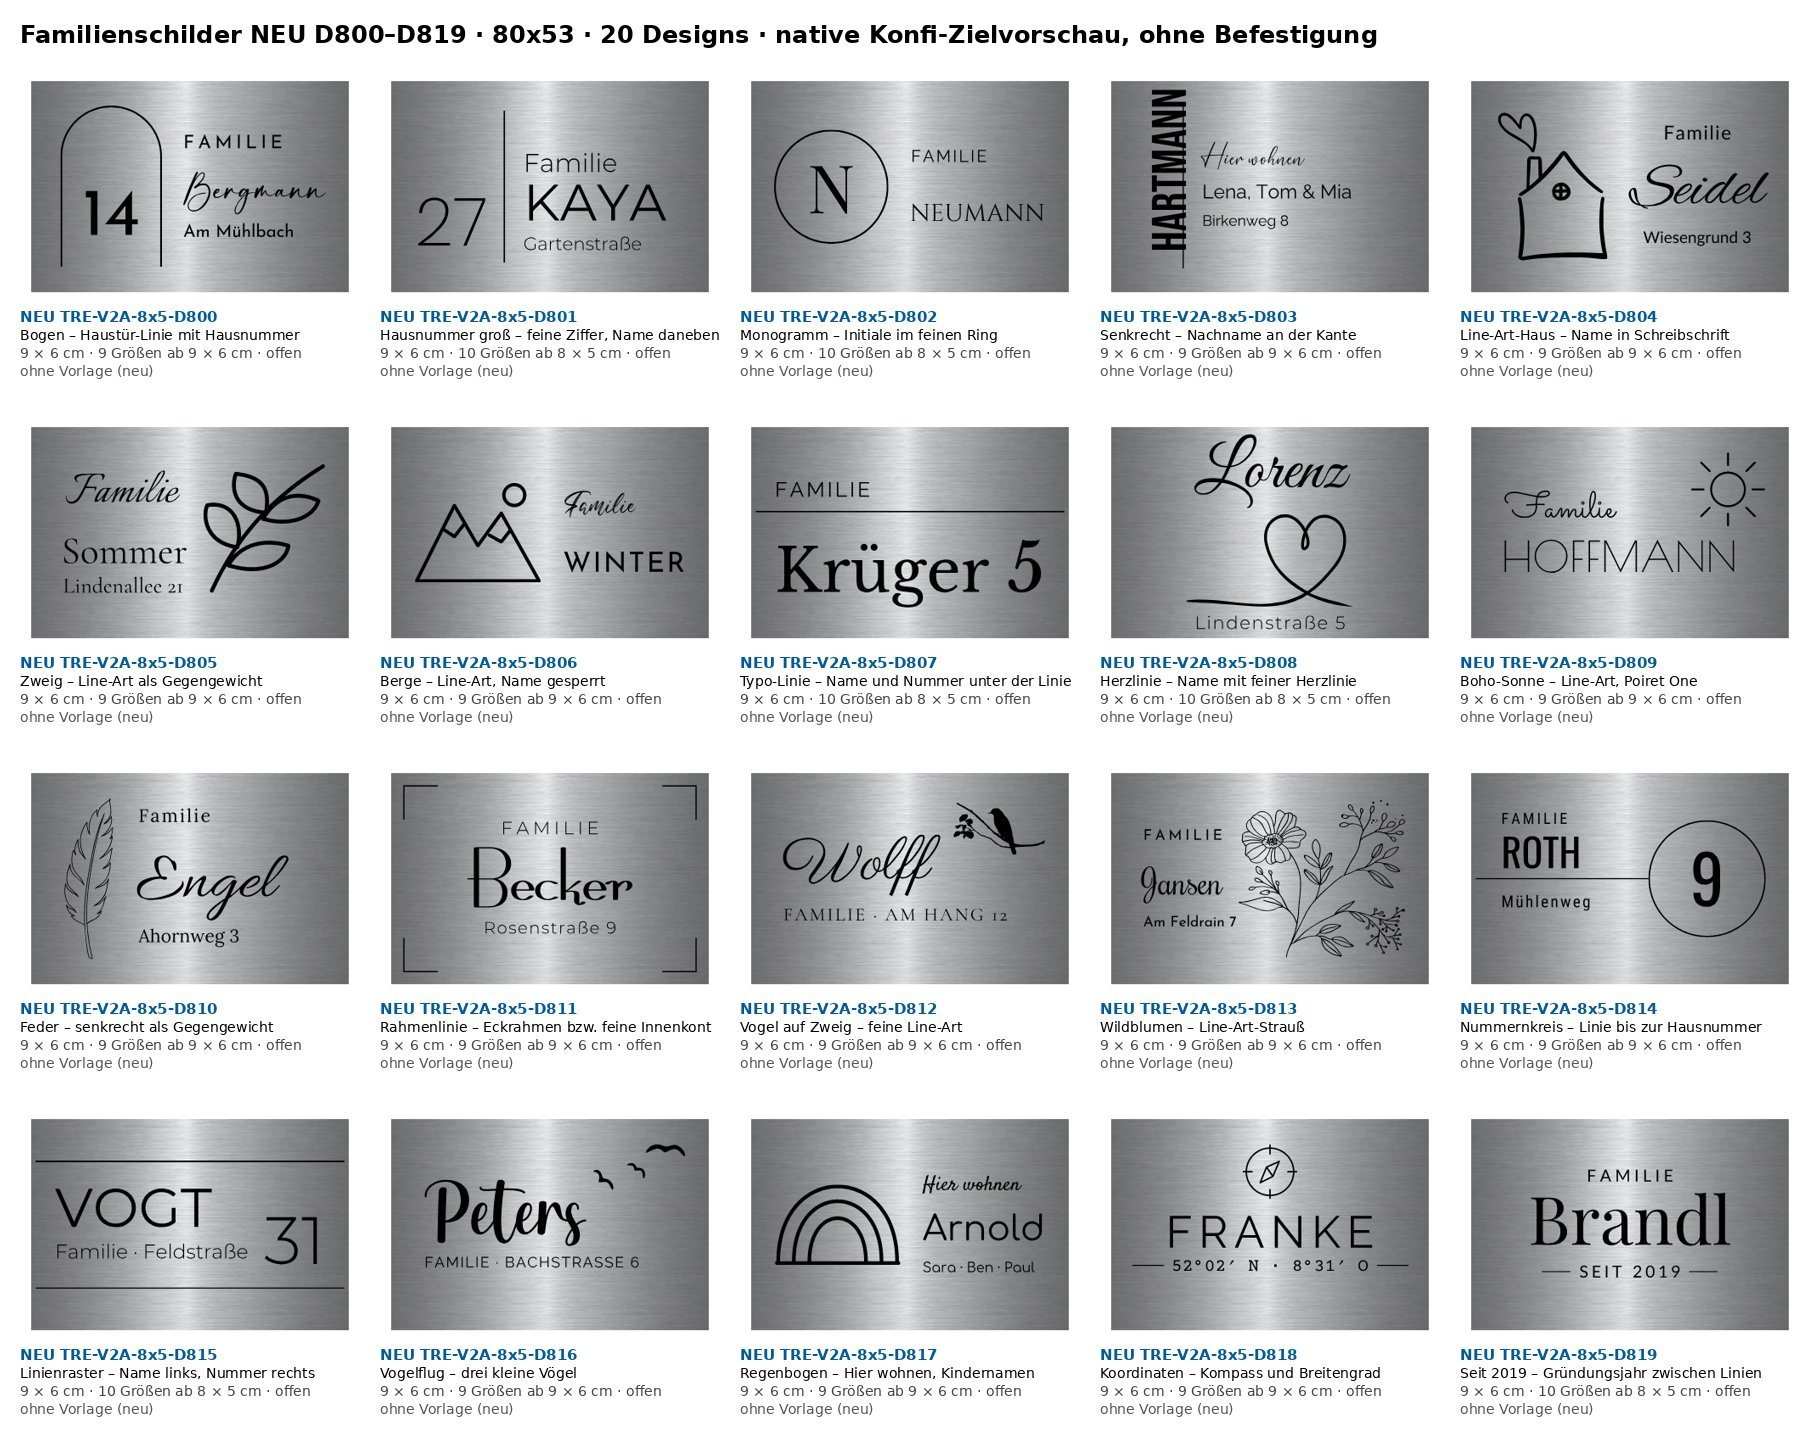 Familienschilder NEU D800–D819 · 80x53 · 20 Designs · native Konfi-Zielvorschau, ohne Befestigung
14
FAMILIE
Bergmann
Am Mühlbach
NEU TRE-V2A-8x5-D800
Bogen – Haustür-Linie mit Hausnummer
9 × 6 cm · 9 Größen ab 9 × 6 cm · offen
ohne Vorlage (neu)
27
Familie
KAYA
Gartenstraße
NEU TRE-V2A-8x5-D801
Hausnummer groß – feine Ziffer, Name daneben
9 × 6 cm · 10 Größen ab 8 × 5 cm · offen
ohne Vorlage (neu)
N
FAMILIE
NEUMANN
NEU TRE-V2A-8x5-D802
Monogramm – Initiale im feinen Ring
9 × 6 cm · 10 Größen ab 8 × 5 cm · offen
ohne Vorlage (neu)
HARTMANN
Hier wohnen
Lena, Tom & Mia
Birkenweg 8
NEU TRE-V2A-8x5-D803
Senkrecht – Nachname an der Kante
9 × 6 cm · 9 Größen ab 9 × 6 cm · offen
ohne Vorlage (neu)
Familie
Seidel
Wiesengrund 3
NEU TRE-V2A-8x5-D804
Line-Art-Haus – Name in Schreibschrift
9 × 6 cm · 9 Größen ab 9 × 6 cm · offen
ohne Vorlage (neu)
Familie
Sommer
Lindenallee 21
NEU TRE-V2A-8x5-D805
Zweig – Line-Art als Gegengewicht
9 × 6 cm · 9 Größen ab 9 × 6 cm · offen
ohne Vorlage (neu)
Familie
WINTER
NEU TRE-V2A-8x5-D806
Berge – Line-Art, Name gesperrt
9 × 6 cm · 9 Größen ab 9 × 6 cm · offen
ohne Vorlage (neu)
FAMILIE
Krüger 5
NEU TRE-V2A-8x5-D807
Typo-Linie – Name und Nummer unter der Linie
9 × 6 cm · 10 Größen ab 8 × 5 cm · offen
ohne Vorlage (neu)
Lorenz
Lindenstraße 5
NEU TRE-V2A-8x5-D808
Herzlinie – Name mit feiner Herzlinie
9 × 6 cm · 10 Größen ab 8 × 5 cm · offen
ohne Vorlage (neu)
Familie
HOFFMANN
NEU TRE-V2A-8x5-D809
Boho-Sonne – Line-Art, Poiret One
9 × 6 cm · 9 Größen ab 9 × 6 cm · offen
ohne Vorlage (neu)
Familie
Engel
Ahornweg 3
NEU TRE-V2A-8x5-D810
Feder – senkrecht als Gegengewicht
9 × 6 cm · 9 Größen ab 9 × 6 cm · offen
ohne Vorlage (neu)
FAMILIE
Becker
Rosenstraße 9
NEU TRE-V2A-8x5-D811
Rahmenlinie – Eckrahmen bzw. feine Innenkont
9 × 6 cm · 9 Größen ab 9 × 6 cm · offen
ohne Vorlage (neu)
Wolff
FAMILIE · AM HANG 12
NEU TRE-V2A-8x5-D812
Vogel auf Zweig – feine Line-Art
9 × 6 cm · 9 Größen ab 9 × 6 cm · offen
ohne Vorlage (neu)
FAMILIE
Jansen
Am Feldrain 7
NEU TRE-V2A-8x5-D813
Wildblumen – Line-Art-Strauß
9 × 6 cm · 9 Größen ab 9 × 6 cm · offen
ohne Vorlage (neu)
FAMILIE
ROTH
Mühlenweg
9
NEU TRE-V2A-8x5-D814
Nummernkreis – Linie bis zur Hausnummer
9 × 6 cm · 9 Größen ab 9 × 6 cm · offen
ohne Vorlage (neu)
VOGT
Familie · Feldstraße
31
NEU TRE-V2A-8x5-D815
Linienraster – Name links, Nummer rechts
9 × 6 cm · 10 Größen ab 8 × 5 cm · offen
ohne Vorlage (neu)
Peters
FAMILIE · BACHSTRASSE 6
NEU TRE-V2A-8x5-D816
Vogelflug – drei kleine Vögel
9 × 6 cm · 9 Größen ab 9 × 6 cm · offen
ohne Vorlage (neu)
Hier wohnen
Arnold
Sara · Ben · Paul
NEU TRE-V2A-8x5-D817
Regenbogen – Hier wohnen, Kindernamen
9 × 6 cm · 9 Größen ab 9 × 6 cm · offen
ohne Vorlage (neu)
FRANKE
52°02′ N · 8°31′ O
NEU TRE-V2A-8x5-D818
Koordinaten – Kompass und Breitengrad
9 × 6 cm · 9 Größen ab 9 × 6 cm · offen
ohne Vorlage (neu)
FAMILIE
Brandl
SEIT 2019
NEU TRE-V2A-8x5-D819
Seit 2019 – Gründungsjahr zwischen Linien
9 × 6 cm · 10 Größen ab 8 × 5 cm · offen
ohne Vorlage (neu)